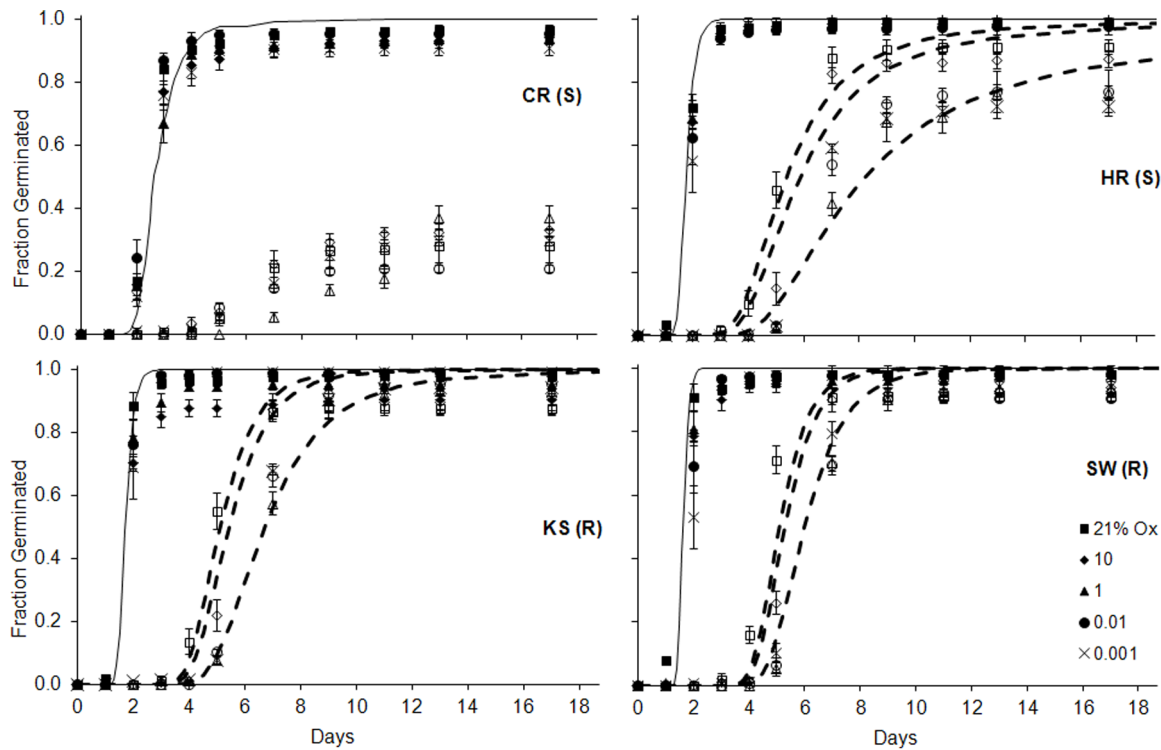 1.0
0.8
0.6
0.4
0.2
0.0
Fraction Germinated
CR (S)
HR (S)
1.0
0.8
0.6
0.4
0.2
0.0
Fraction Germinated
KS (R)
SW (R)
21% Ox
10
1
0.01
0.001
0 2 4 6 8 10 12 14 16 18
Days
0 2 4 6 8 10 12 14 16 18
Days